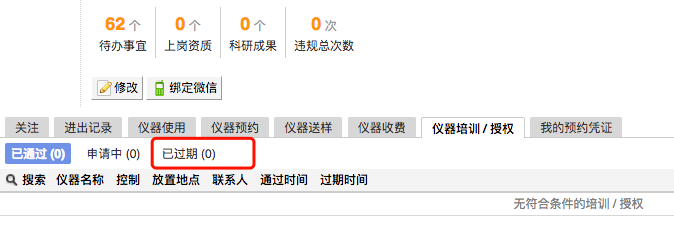 62 个 0 个 0 个 0 次
待办事宜 上岗资质 科研成果 违规总次数
修改 绑定微信
关注 进出记录 仪器使用 仪器预约 仪器送样 仪器收费 仪器培训 / 授权 我的预约凭证
已通过 (0) 申请中 (0) 已过期 (0)
搜索 仪器名称 控制 放置地点 联系人 通过时间 过期时间
无符合条件的培训 / 授权